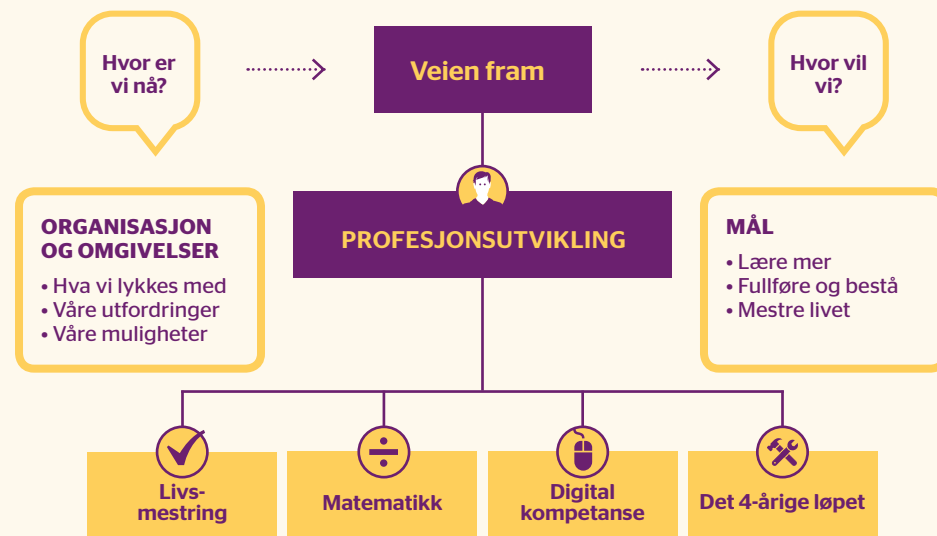 Hvor er
vi nå?
Veien fram
Hvor vil
vi?
ORGANISASJON
OG OMGIVELSER
• Hva vi lykkes med
• Våre utfordringer
• Våre muligheter
PROFESJONSUTVIKLING
MÅL
• Lære mer
• Fullføre og bestå
• Mestre livet
Livs-
mestring
Matematikk
Digital
kompetanse
Det 4-årige løpet